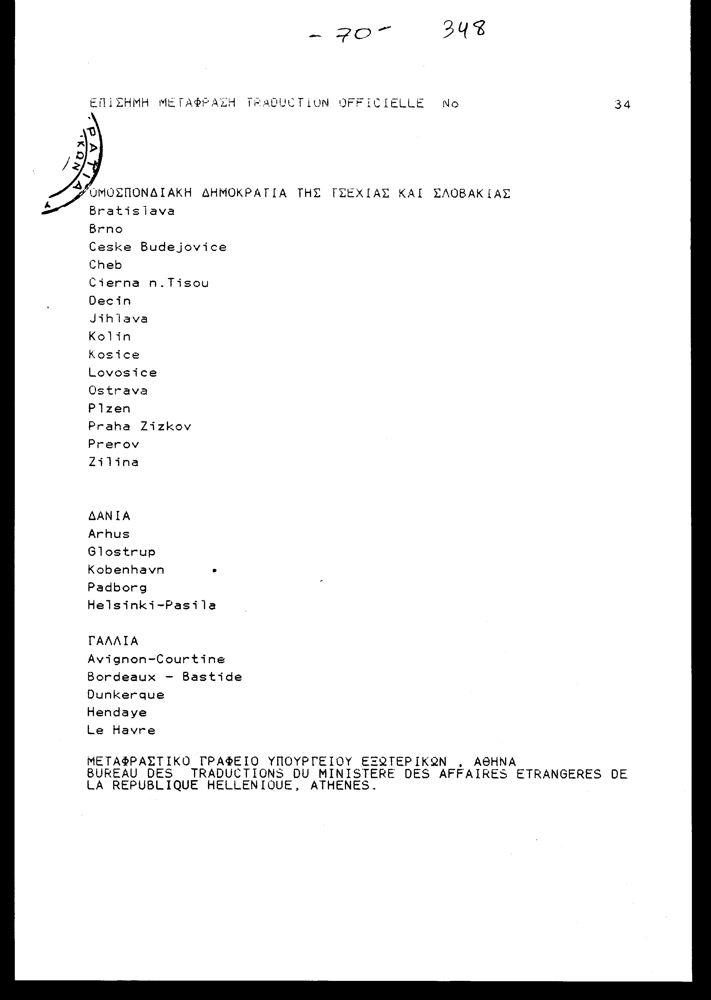 - 70 - 348
ΕΠΙΣΗΜΗ ΜΕΤΑΦΡΑΣΗ TRADUCTION OFFICIELLE No 34
ΡΑΤΙΑ
ΚΩΝ
ΟΜΟΣΠΟΝΔΙΑΚΗ ΔΗΜΟΚΡΑΤΙΑ ΤΗΣ ΤΣΕΧΙΑΣ ΚΑΙ ΣΛΟΒΑΚΙΑΣ
Bratislava
Brno
Ceske Budejovice
Cheb
Cierna n.Tisou
Decin
Jihlava
Kolin
Kosice
Lovosice
Ostrava
Plzen
Praha Zizkov
Prerov
Zilina
ΔΑΝΙΑ
Arhus
Glostrup
Kobenhavn
Padborg
Helsinki-Pasila
ΓΑΛΛΙΑ
Avignon-Courtine
Bordeaux - Bastide
Dunkerque
Hendaye
Le Havre
ΜΕΤΑΦΡΑΣΤΙΚΟ ΓΡΑΦΕΙΟ ΥΠΟΥΡΓΕΙΟΥ ΕΞΩΤΕΡΙΚΩΝ , ΑΘΗΝΑ
BUREAU DES TRADUCTIONS DU MINISTERE DES AFFAIRES ETRANGERES DE
LA REPUBLIQUE HELLENIQUE, ATHENES.